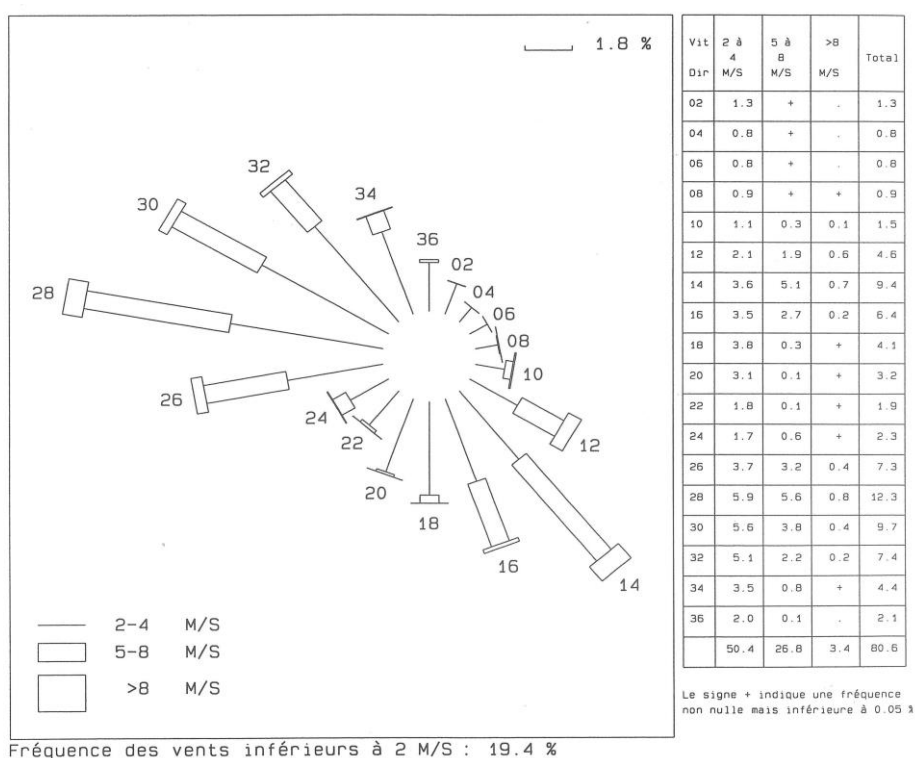 1.8 %
32
34
30
36
02
28
04
06
08
10
26
24
22
12
20
18
16
14
2-4 M/S
5-8 M/S
>8 M/S
Fréquence des vents inférieurs à 2 M/S : 19.4 %
Vit 2 à 5 à >8
4 8 Total
Dir M/S M/S M/S
02 1.3 + . 1.3
04 0.8 + . 0.8
06 0.8 + . 0.8
08 0.9 + + 0.9
10 1.1 0.3 0.1 1.5
12 2.1 1.9 0.6 4.6
14 3.6 5.1 0.7 9.4
16 3.5 2.7 0.2 6.4
18 3.8 0.3 + 4.1
20 3.1 0.1 + 3.2
22 1.8 0.1 + 1.9
24 1.7 0.6 + 2.3
26 3.7 3.2 0.4 7.3
28 5.9 5.6 0.8 12.3
30 5.6 3.8 0.4 9.7
32 5.1 2.2 0.2 7.4
34 3.5 0.8 + 4.4
36 2.0 0.1 . 2.1
50.4 26.8 3.4 80.6
Le signe + indique une fréquence
non nulle mais inférieure à 0.05 %